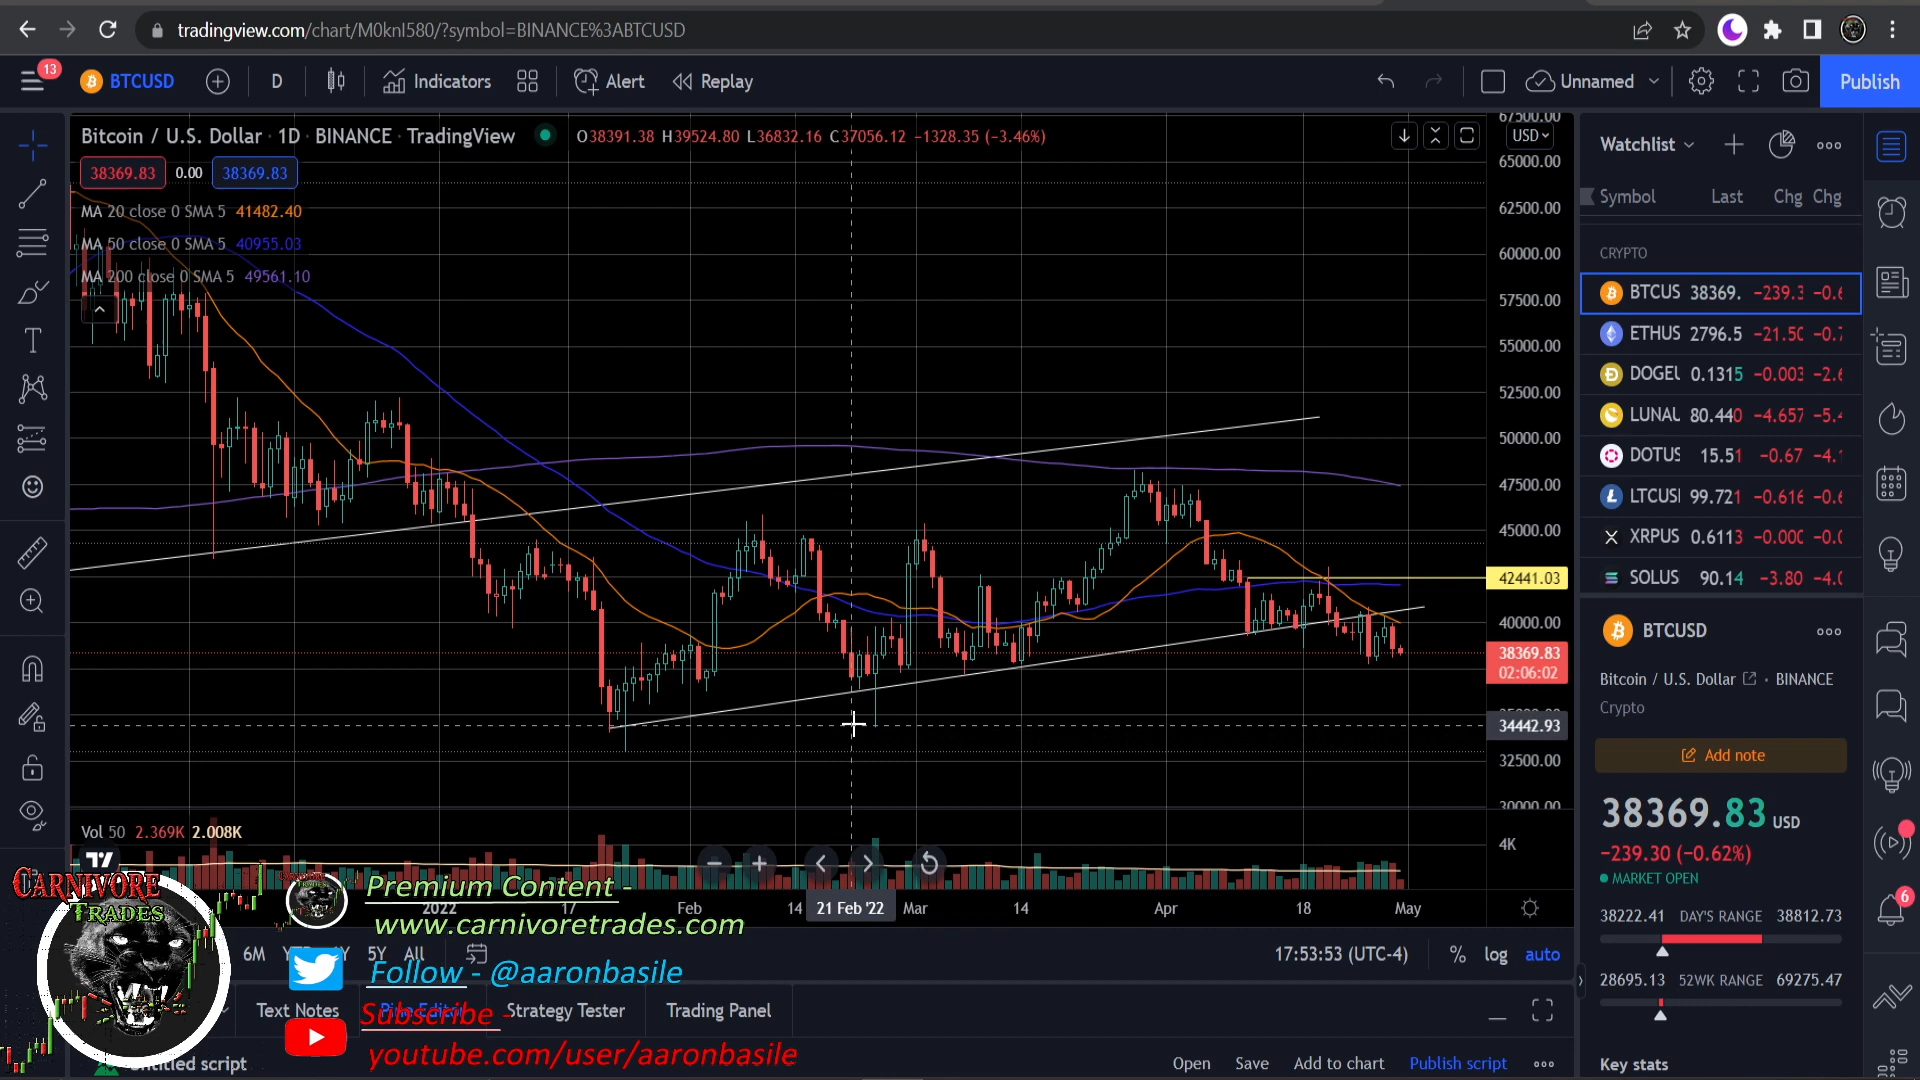 tradingview.com/chart/M0knI580/?symbol=BINANCE%3ABTCUSD
13
BTCUSD
D
Indicators
Alert
Replay
Unnamed
Publish
Bitcoin / U.S. Dollar · 1D · BINANCE · TradingView
O38391.38 H39524.80 L36832.16 C37056.12 −1328.35 (−3.46%)
38369.83 0.00 38369.83
MA 20 close 0 SMA 5 41482.40
MA 50 close 0 SMA 5 40955.03
MA 200 close 0 SMA 5 49561.10
67500.00
USD
65000.00
62500.00
60000.00
57500.00
55000.00
52500.00
50000.00
47500.00
45000.00
42441.03
40000.00
38369.83
02:06:02
34442.93
32500.00
30000.00
Vol 50 2.369K 2.008K
4K
2022
17
Feb
14
21 Feb '22
Mar
14
Apr
18
May
6M
5Y
All
17:53:53 (UTC-4)
%
log
auto
Text Notes
Pine Editor
Strategy Tester
Trading Panel
Untitled script
Open
Save
Add to chart
Publish script
Carnivore
Trades
Premium Content -
www.carnivoretrades.com
Follow - @aaronbasile
Subscribe -
youtube.com/user/aaronbasile
Watchlist
Symbol Last Chg Chg
CRYPTO
BTCUS 38369. −239.3 −0.6
ETHUS 2796.5 −21.50 −0.7
DOGEU 0.1315 −0.003 −2.6
LUNAU 80.440 −4.657 −5.4
DOTUS 15.51 −0.67 −4.1
LTCUS 99.721 −0.616 −0.6
XRPUS 0.6113 −0.000 −0.0
SOLUS 90.14 −3.80 −4.0
BTCUSD
Bitcoin / U.S. Dollar · BINANCE
Crypto
Add note
38369.83 USD
−239.30 (−0.62%)
MARKET OPEN
38222.41 DAY'S RANGE 38812.73
28695.13 52WK RANGE 69275.47
Key stats
6